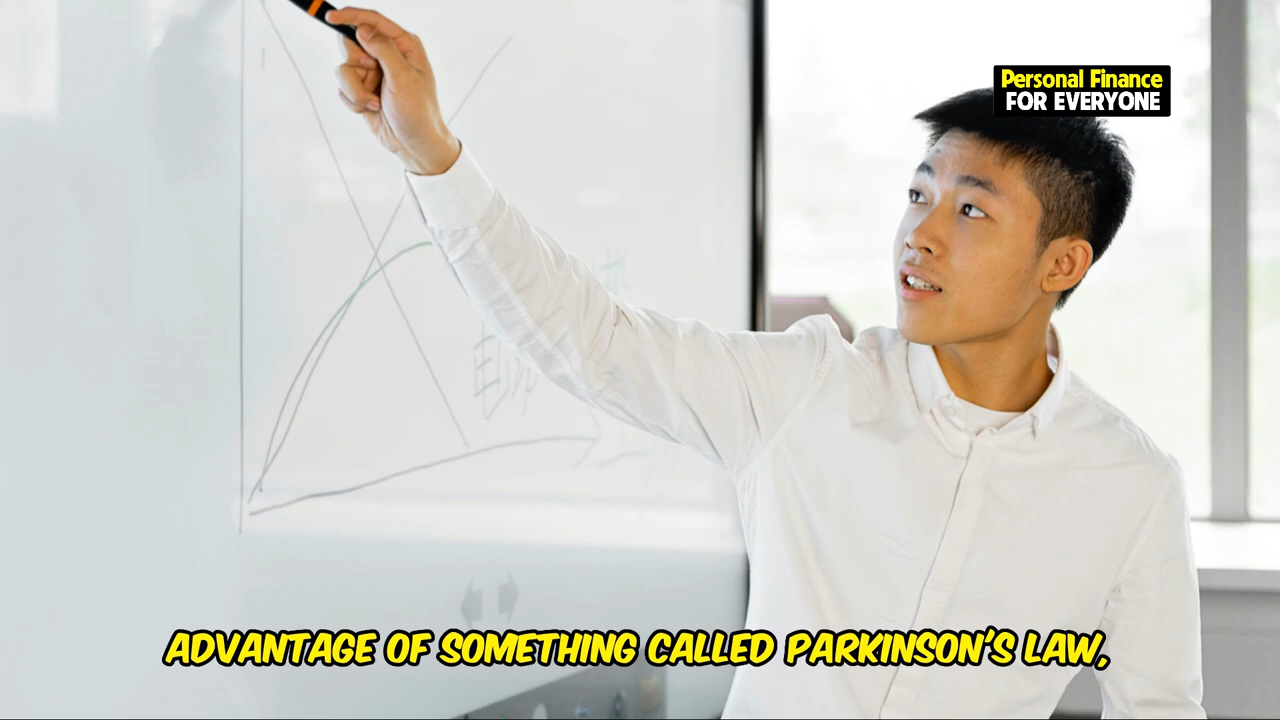 Personal Finance
FOR EVERYONE
ADVANTAGE OF SOMETHING CALLED PARKINSON'S LAW,